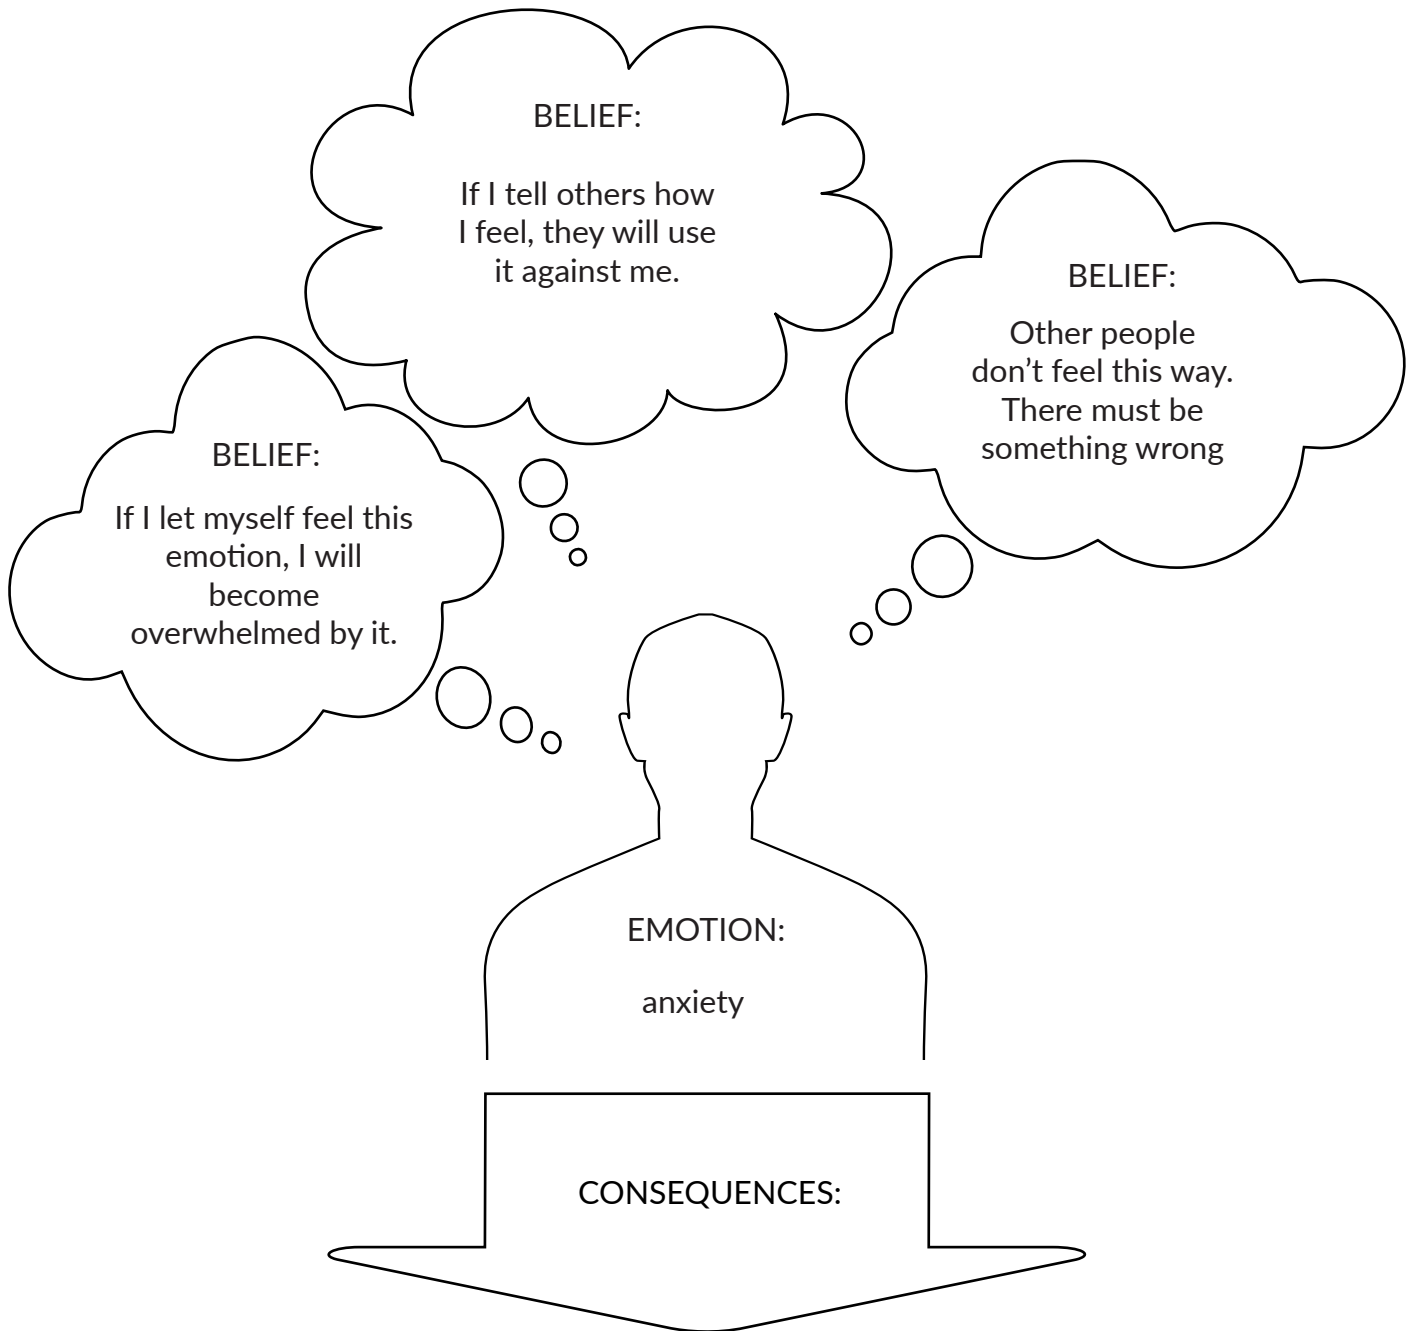 BELIEF:
If I tell others how
I feel, they will use
it against me.
BELIEF:
Other people
don’t feel this way.
There must be
something wrong
BELIEF:
If I let myself feel this
emotion, I will
become
overwhelmed by it.
EMOTION:
anxiety
CONSEQUENCES: